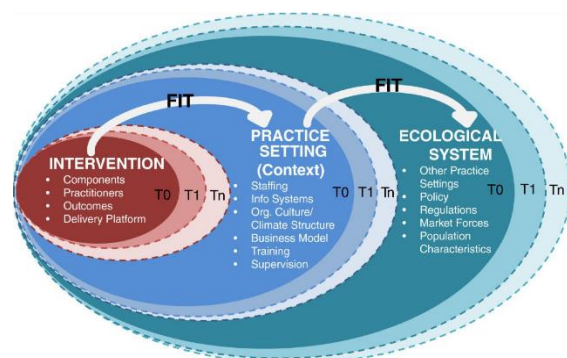 FIT
FIT
INTERVENTION
• Components
• Practitioners
• Outcomes
• Delivery Platform
T0
T1
Tn
PRACTICE
SETTING
(Context)
• Staffing
• Info Systems
• Org. Culture/
Climate Structure
• Business Model
• Training
• Supervision
T0
T1
Tn
ECOLOGICAL
SYSTEM
• Other Practice
Settings
• Policy
• Regulations
• Market Forces
• Population
Characteristics
T0
T1
Tn